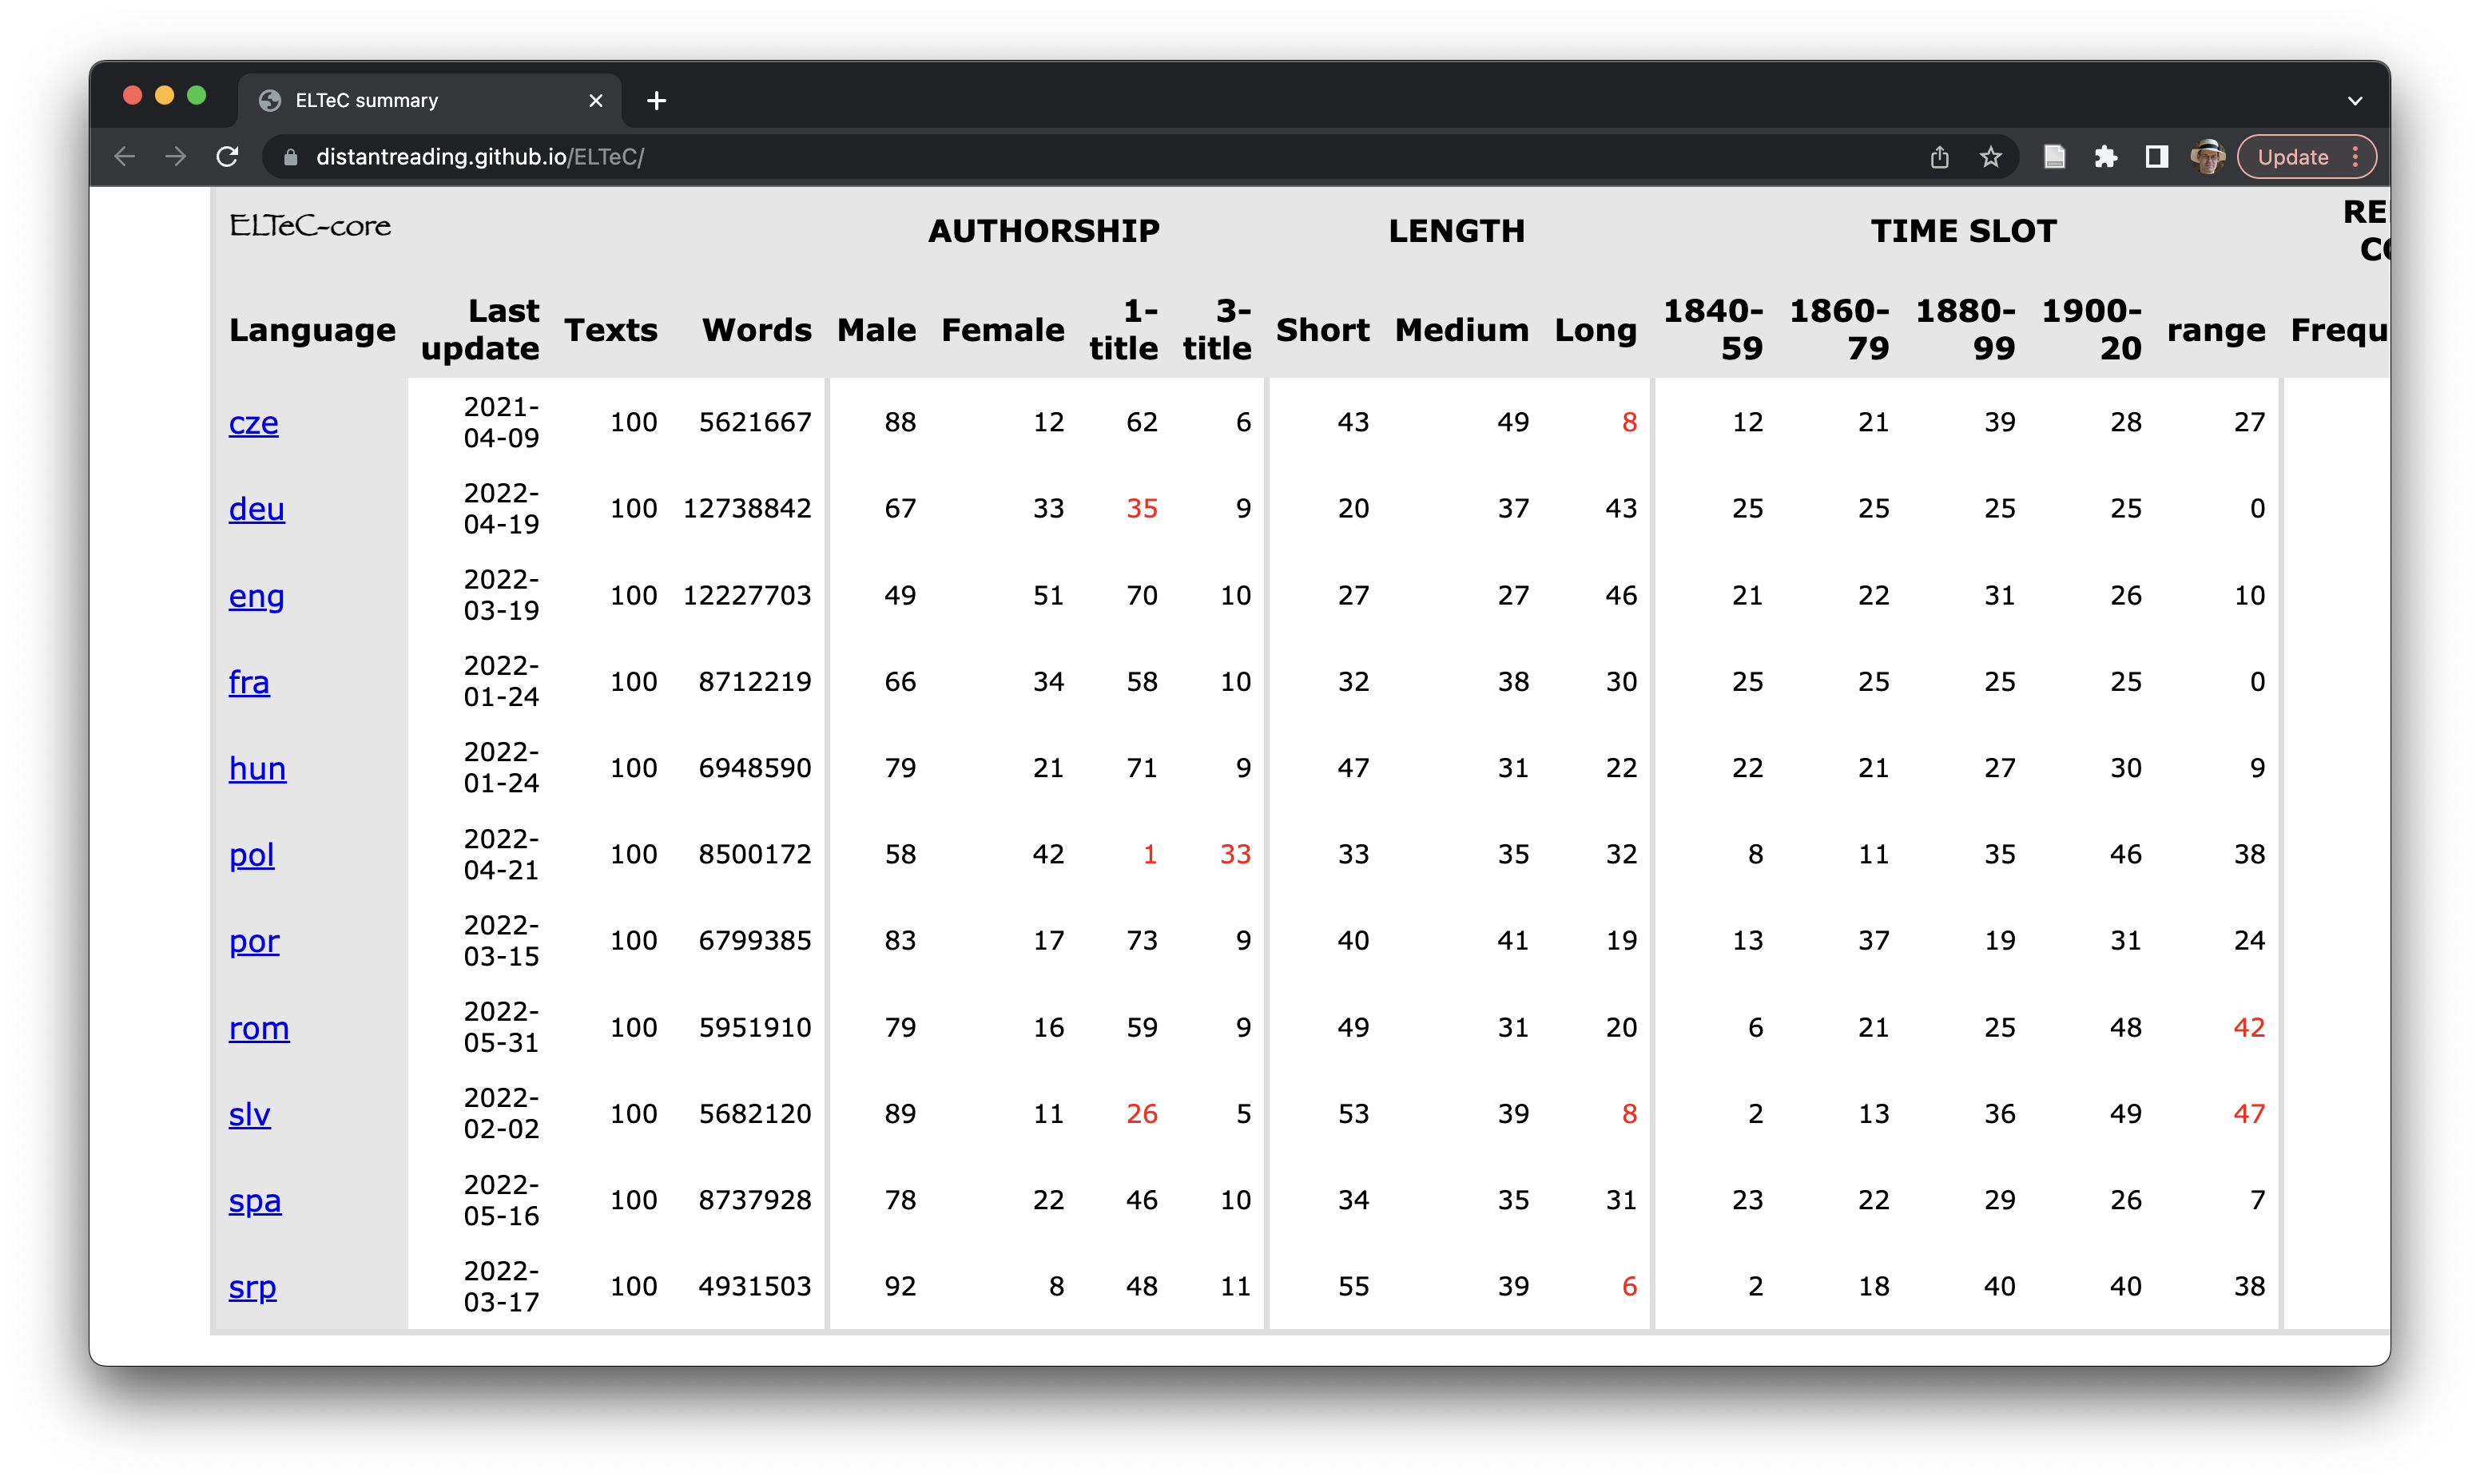 ELTeC summary
distantreading.github.io/ELTeC/
Update
ELTeC-core AUTHORSHIP LENGTH TIME SLOT
Language Last update Texts Words Male Female 1-title 3-title Short Medium Long 1840-59 1860-79 1880-99 1900-20 range
cze 2021-04-09 100 5621667 88 12 62 6 43 49 8 12 21 39 28 27
deu 2022-04-19 100 12738842 67 33 35 9 20 37 43 25 25 25 25 0
eng 2022-03-19 100 12227703 49 51 70 10 27 27 46 21 22 31 26 10
fra 2022-01-24 100 8712219 66 34 58 10 32 38 30 25 25 25 25 0
hun 2022-01-24 100 6948590 79 21 71 9 47 31 22 22 21 27 30 9
pol 2022-04-21 100 8500172 58 42 1 33 33 35 32 8 11 35 46 38
por 2022-03-15 100 6799385 83 17 73 9 40 41 19 13 37 19 31 24
rom 2022-05-31 100 5951910 79 16 59 9 49 31 20 6 21 25 48 42
slv 2022-02-02 100 5682120 89 11 26 5 53 39 8 2 13 36 49 47
spa 2022-05-16 100 8737928 78 22 46 10 34 35 31 23 22 29 26 7
srp 2022-03-17 100 4931503 92 8 48 11 55 39 6 2 18 40 40 38